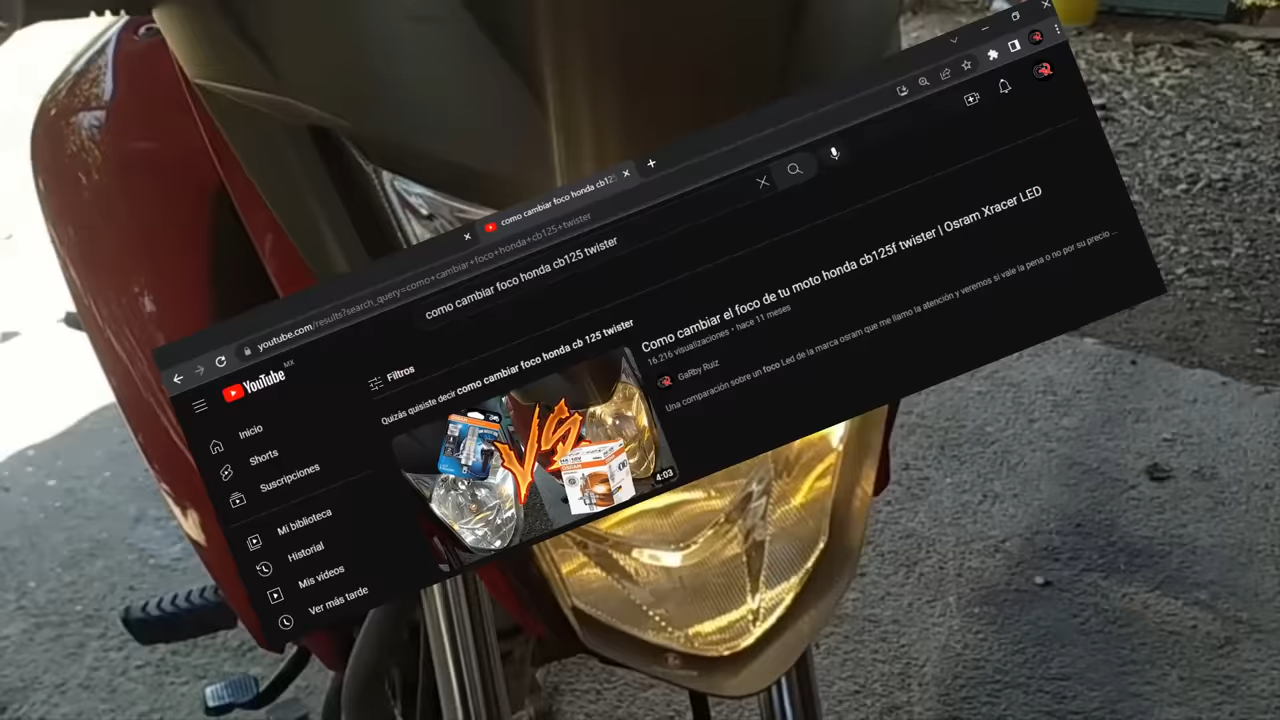 como cambiar foco honda cb12
youtube.com/results?search_query=como+cambiar+foco+honda+cb125+twister
YouTube MX
como cambiar foco honda cb125 twister
Inicio
Shorts
Suscripciones
Mi biblioteca
Historial
Mis videos
Ver más tarde
Filtros
Quizás quisiste decir como cambiar foco honda cb 125 twister
VS
OSRAM
4:03
Como cambiar el foco de tu moto honda cb125f twister | Osram Xracer LED
16,216 visualizaciones • hace 11 meses
GaRby Ruiz
Una comparación sobre un foco Led de la marca osram que me llamo la atención y veremos si vale la pena o no por su precio ...